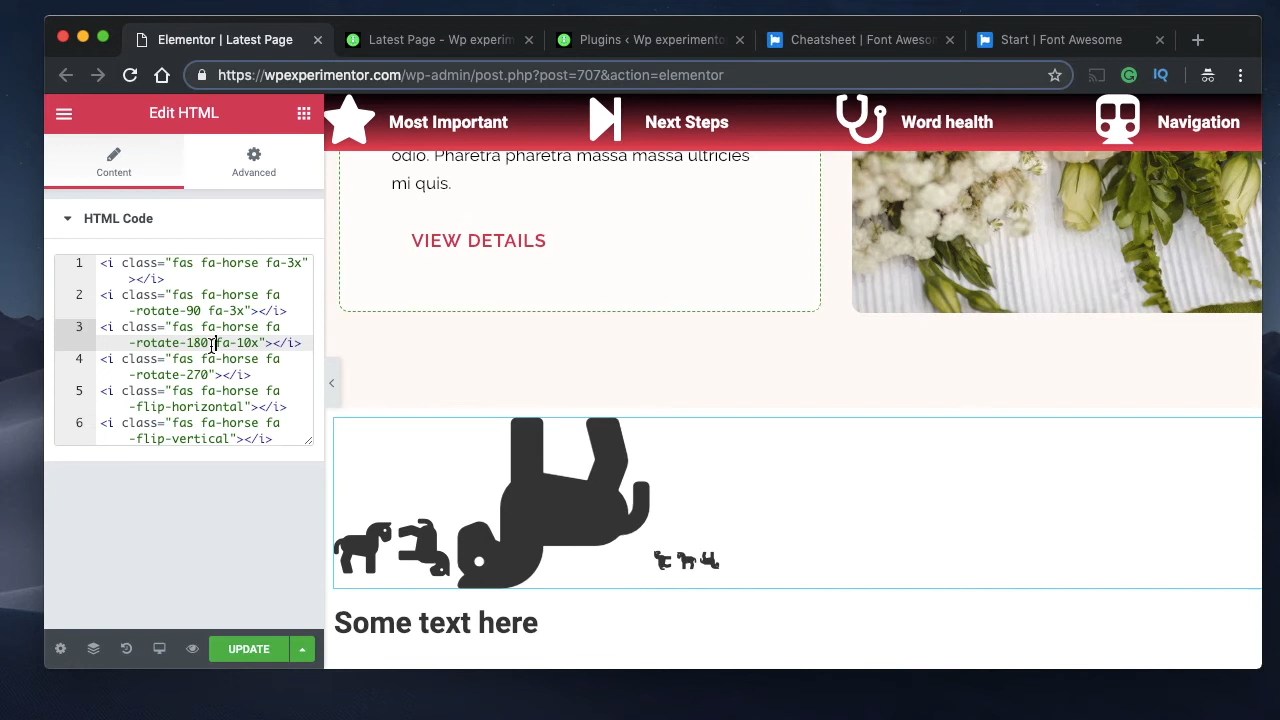 Elementor | Latest Page
Latest Page - Wp experim
Plugins ‹ Wp experimento
Cheatsheet | Font Aweson
Start | Font Awesome
https://wpexperimentor.com/wp-admin/post.php?post=707&action=elementor
IQ
Edit HTML
Content
Advanced
HTML Code
1 <i class="fas fa-horse fa-3x"
></i>
2 <i class="fas fa-horse fa
-rotate-90 fa-3x"></i>
3 <i class="fas fa-horse fa
-rotate-180 fa-10x"></i>
4 <i class="fas fa-horse fa
-rotate-270"></i>
5 <i class="fas fa-horse fa
-flip-horizontal"></i>
6 <i class="fas fa-horse fa
-flip-vertical"></i>
UPDATE
Most Important
Next Steps
Word health
Navigation
odio. Pharetra pharetra massa massa ultricies
mi quis.
VIEW DETAILS
Some text here